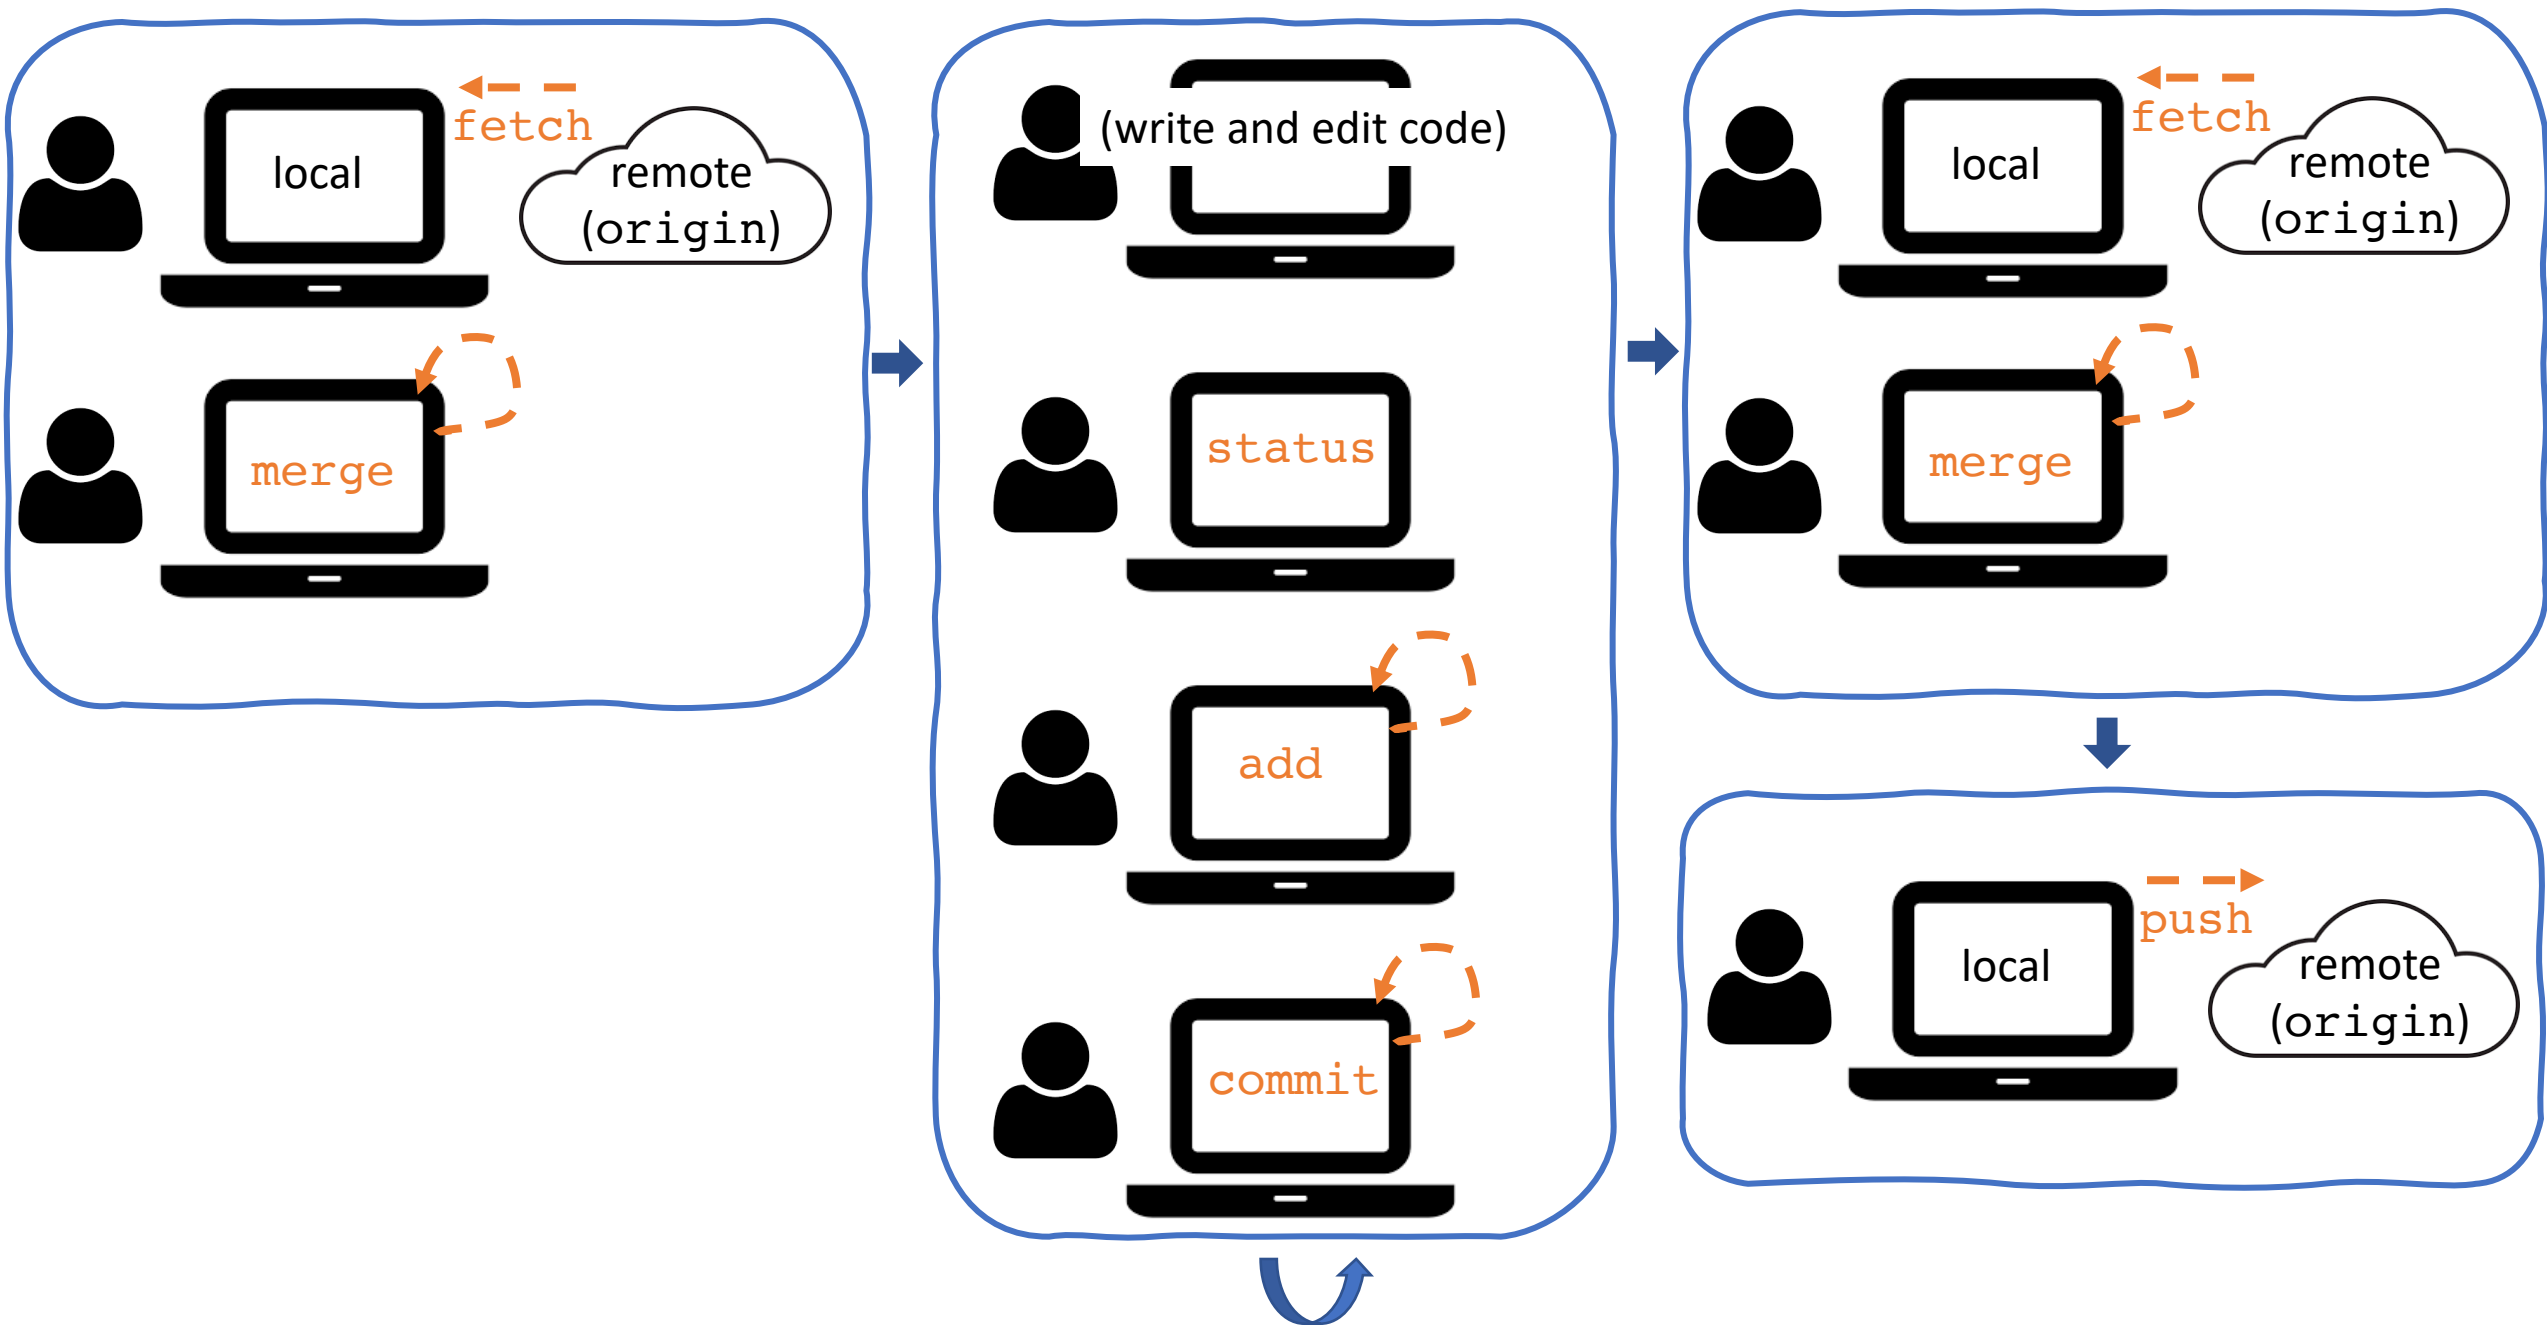 fetch
local
remote
(origin)
merge
(write and edit code)
status
add
commit
fetch
local
remote
(origin)
merge
push
local
remote
(origin)